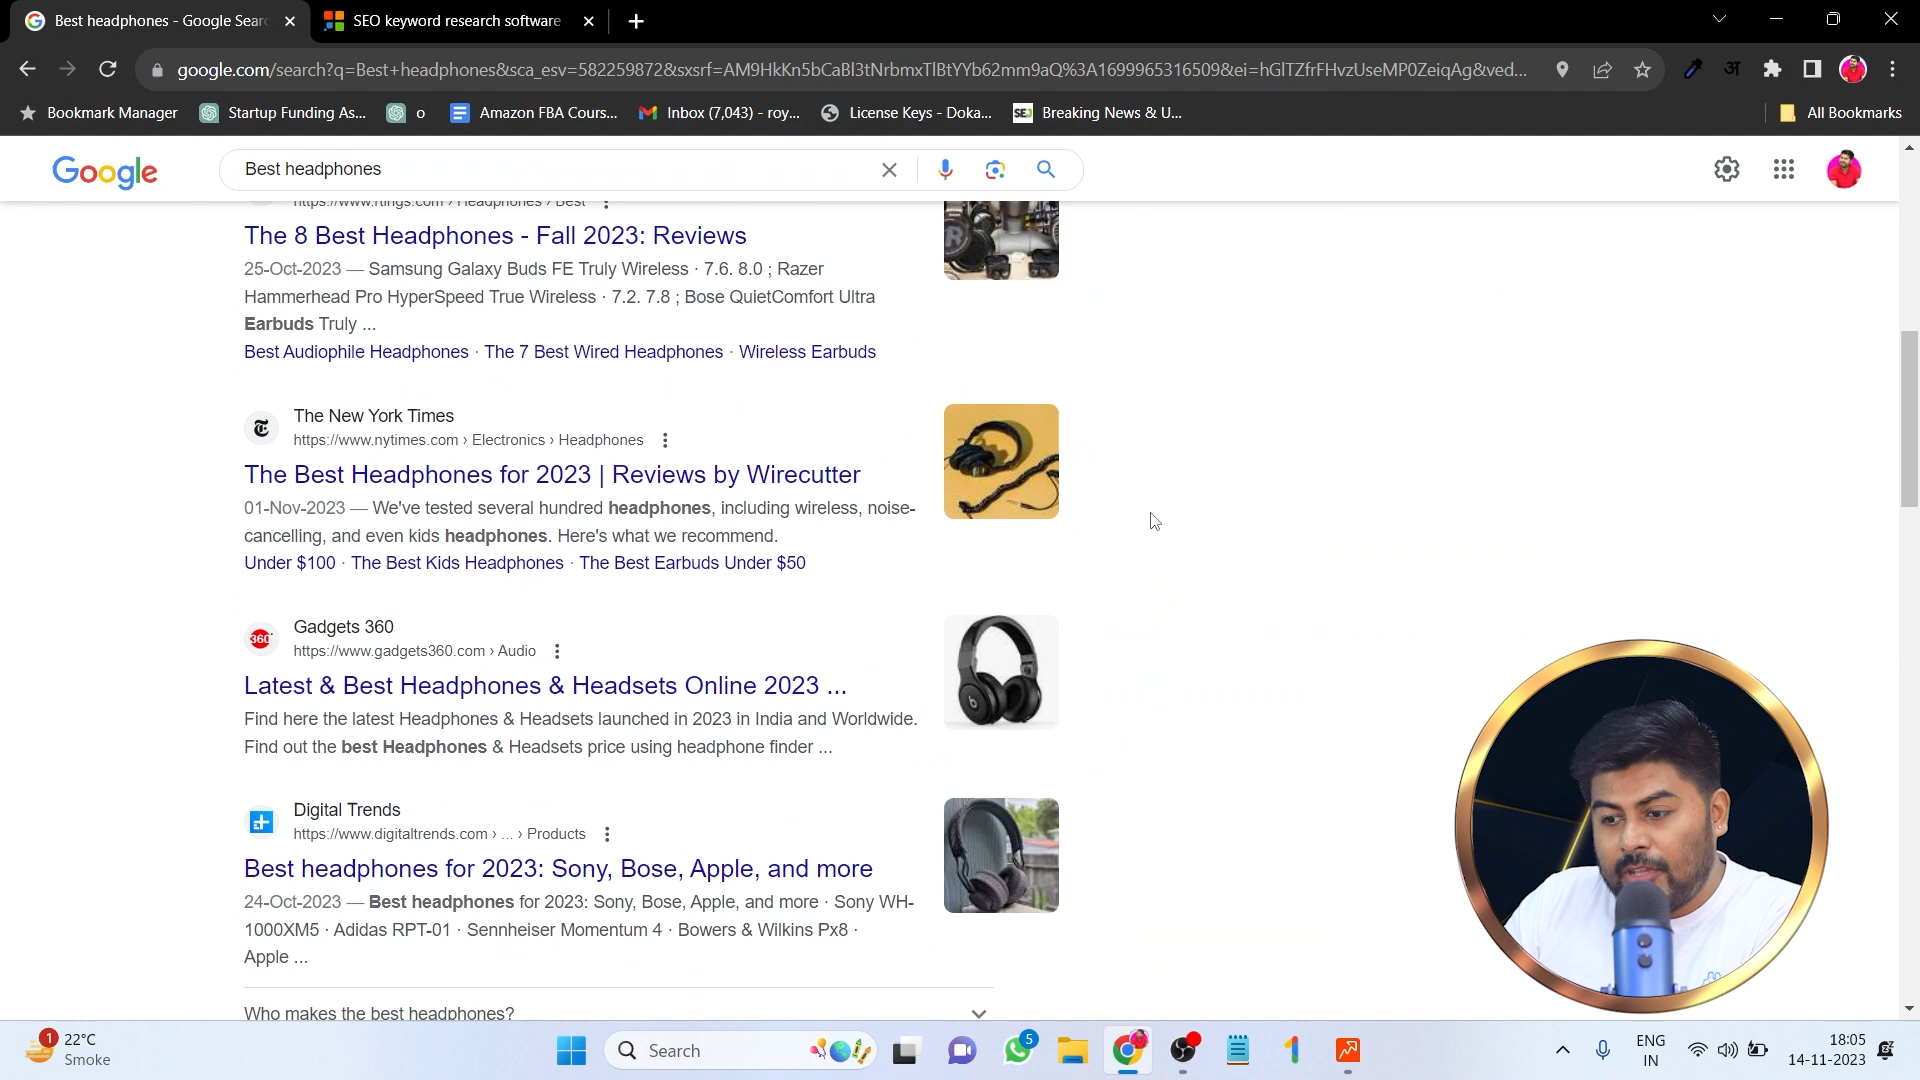 Best headphones - Google Sear
SEO keyword research software
google.com/search?q=Best+headphones&sca_esv=582259872&sxsrf=AM9HkKn5bCaBl3tNrbmxTlBtYYb62mm9aQ%3A1699965316509&ei=hGlTZfrFHvzUseMP0ZeiqAg&ved...
अ
Bookmark Manager
Startup Funding As...
o
Amazon FBA Cours...
Inbox (7,043) - roy...
License Keys - Doka...
SEJ
Breaking News & U...
All Bookmarks
Google
Best headphones
https://www.rtings.com › Headphones › Best
The 8 Best Headphones - Fall 2023: Reviews
25-Oct-2023 — Samsung Galaxy Buds FE Truly Wireless · 7.6. 8.0 ; Razer
Hammerhead Pro HyperSpeed True Wireless · 7.2. 7.8 ; Bose QuietComfort Ultra
Earbuds Truly ...
Best Audiophile Headphones · The 7 Best Wired Headphones · Wireless Earbuds
The New York Times
https://www.nytimes.com › Electronics › Headphones
The Best Headphones for 2023 | Reviews by Wirecutter
01-Nov-2023 — We've tested several hundred headphones, including wireless, noise-
cancelling, and even kids headphones. Here's what we recommend.
Under $100 · The Best Kids Headphones · The Best Earbuds Under $50
360
Gadgets 360
https://www.gadgets360.com › Audio
Latest & Best Headphones & Headsets Online 2023 ...
Find here the latest Headphones & Headsets launched in 2023 in India and Worldwide.
Find out the best Headphones & Headsets price using headphone finder ...
Digital Trends
https://www.digitaltrends.com › ... › Products
Best headphones for 2023: Sony, Bose, Apple, and more
24-Oct-2023 — Best headphones for 2023: Sony, Bose, Apple, and more · Sony WH-
1000XM5 · Adidas RPT-01 · Sennheiser Momentum 4 · Bowers & Wilkins Px8 ·
Apple ...
Who makes the best headphones?
1
22°C
Smoke
Search
5
ENG
IN
18:05
14-11-2023